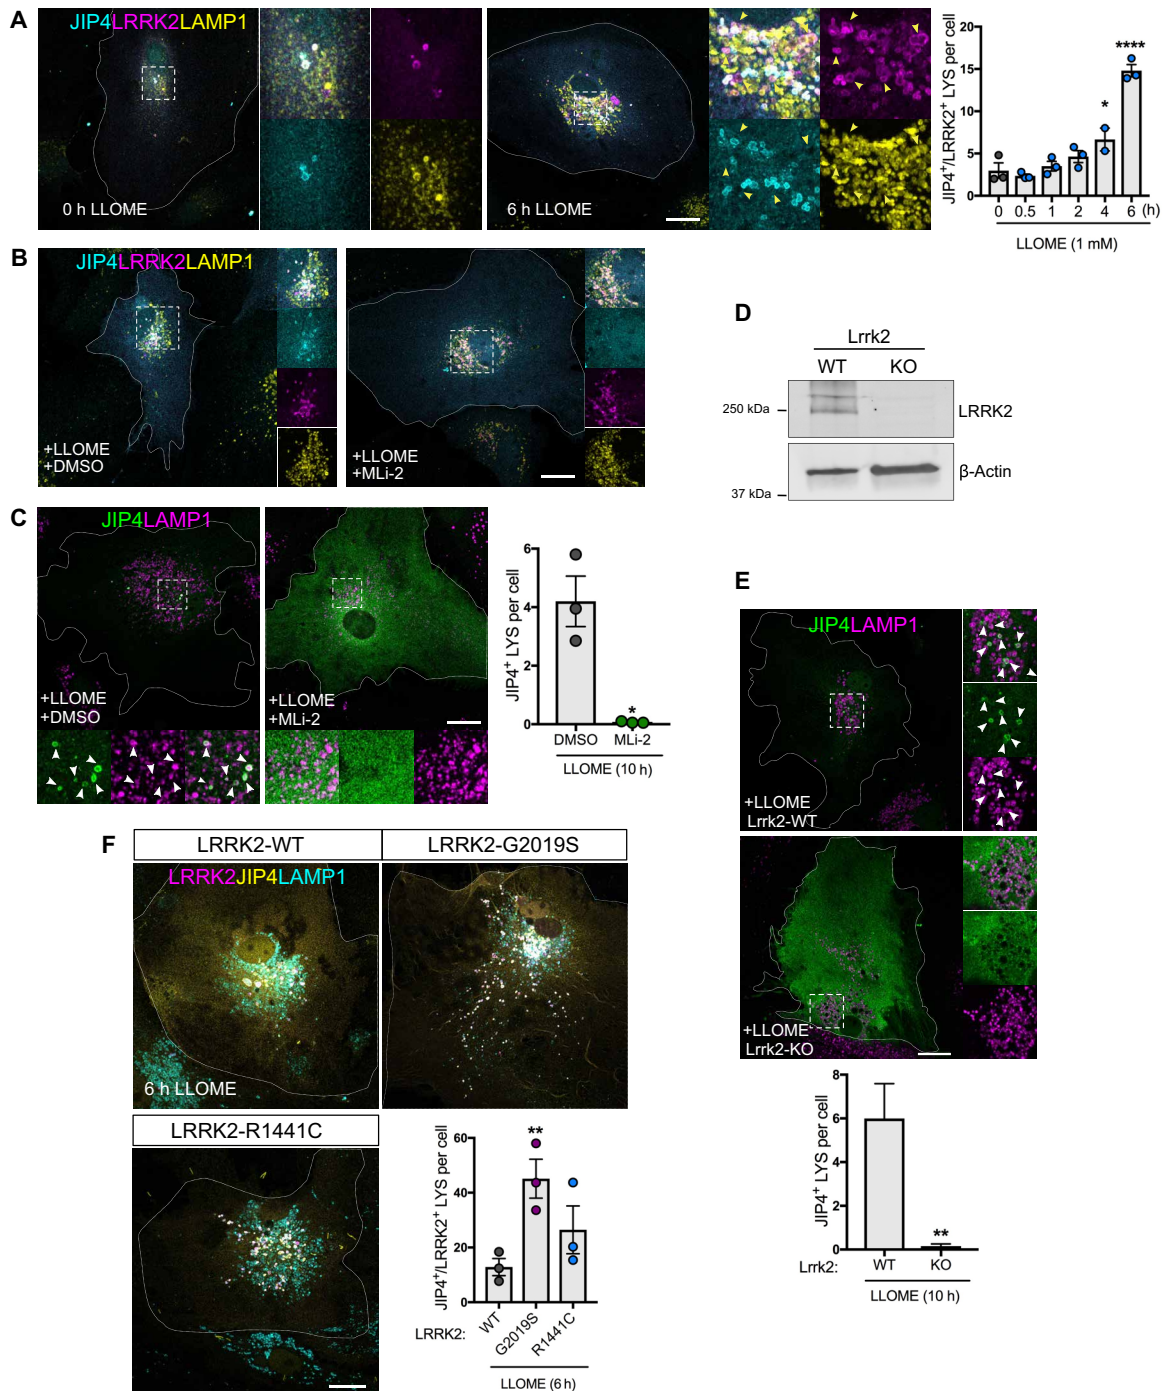 A
JIP4LRRK2LAMP1
0 h LLOME
6 h LLOME
JIP4⁺/LRRK2⁺ LYS per cell
20
15
10
5
0
*
****
0 0.5 1 2 4 6 (h)
LLOME (1 mM)
B
JIP4LRRK2LAMP1
+LLOME
+DMSO
+LLOME
+MLi-2
C
JIP4LAMP1
+LLOME
+DMSO
+LLOME
+MLi-2
JIP4⁺ LYS per cell
6
4
2
0
*
DMSO MLi-2
LLOME (10 h)
D
Lrrk2
WT KO
250 kDa
LRRK2
β-Actin
37 kDa
E
JIP4LAMP1
+LLOME
Lrrk2-WT
+LLOME
Lrrk2-KO
JIP4⁺ LYS per cell
8
6
4
2
0
**
Lrrk2: WT KO
LLOME (10 h)
F
LRRK2-WT
LRRK2-G2019S
LRRK2JIP4LAMP1
6 h LLOME
LRRK2-R1441C
JIP4⁺/LRRK2⁺ LYS per cell
60
40
20
0
**
LRRK2: WT G2019S R1441C
LLOME (6 h)